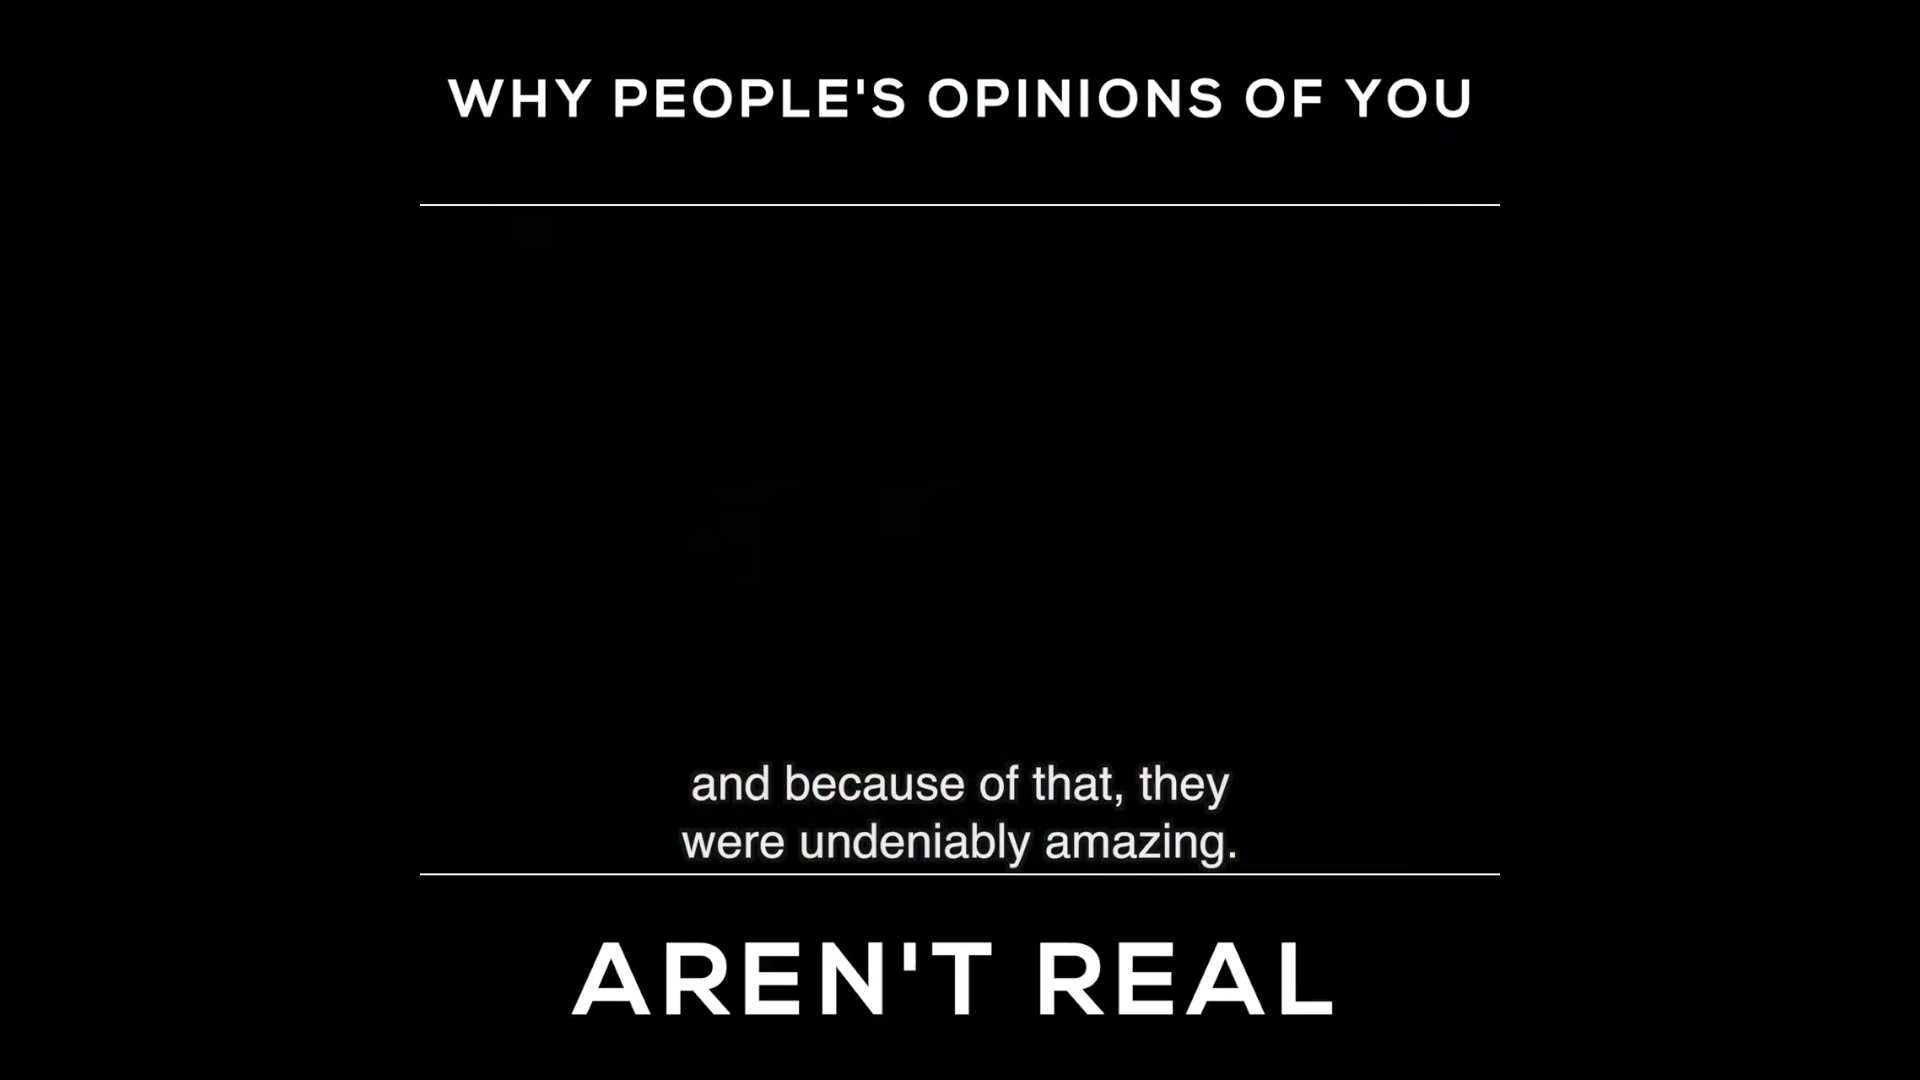 WHY PEOPLE'S OPINIONS OF YOU
and because of that, they
were undeniably amazing.
AREN'T REAL